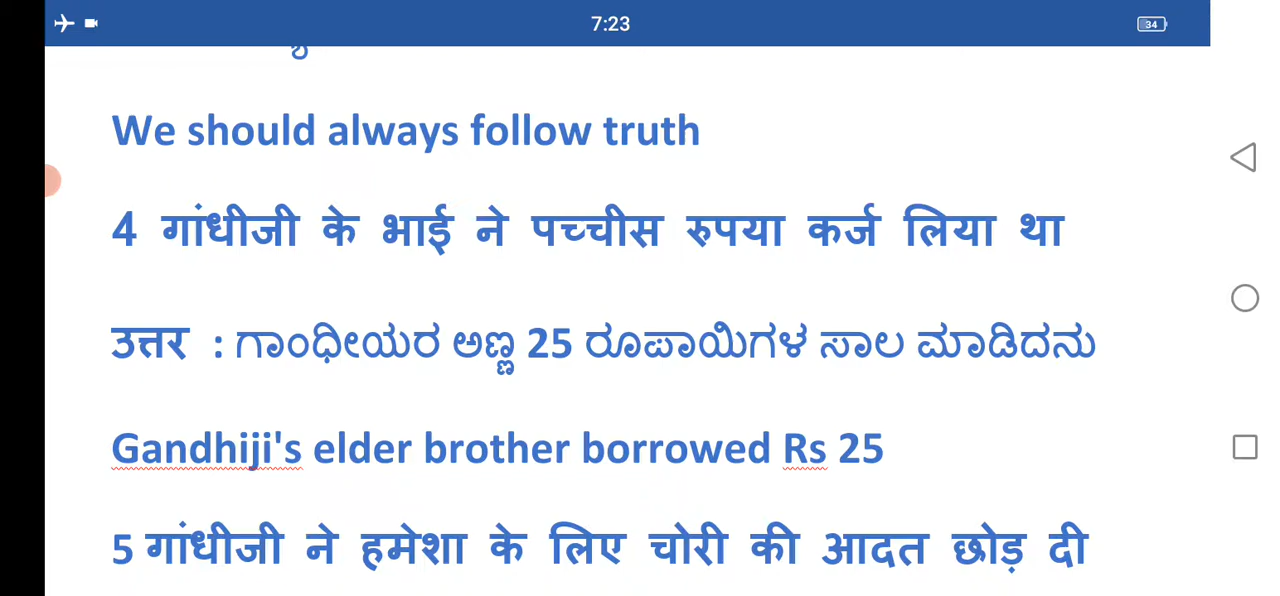 7:23
34
We should always follow truth
4 गांधीजी के भाई ने पच्चीस रुपया कर्ज लिया था
उत्तर : ಗಾಂಧೀಯರ ಅಣ್ಣ 25 ರೂಪಾಯಿಗಳ ಸಾಲ ಮಾಡಿದನು
Gandhiji's elder brother borrowed Rs 25
5 गांधीजी ने हमेशा के लिए चोरी की आदत छोड़ दी